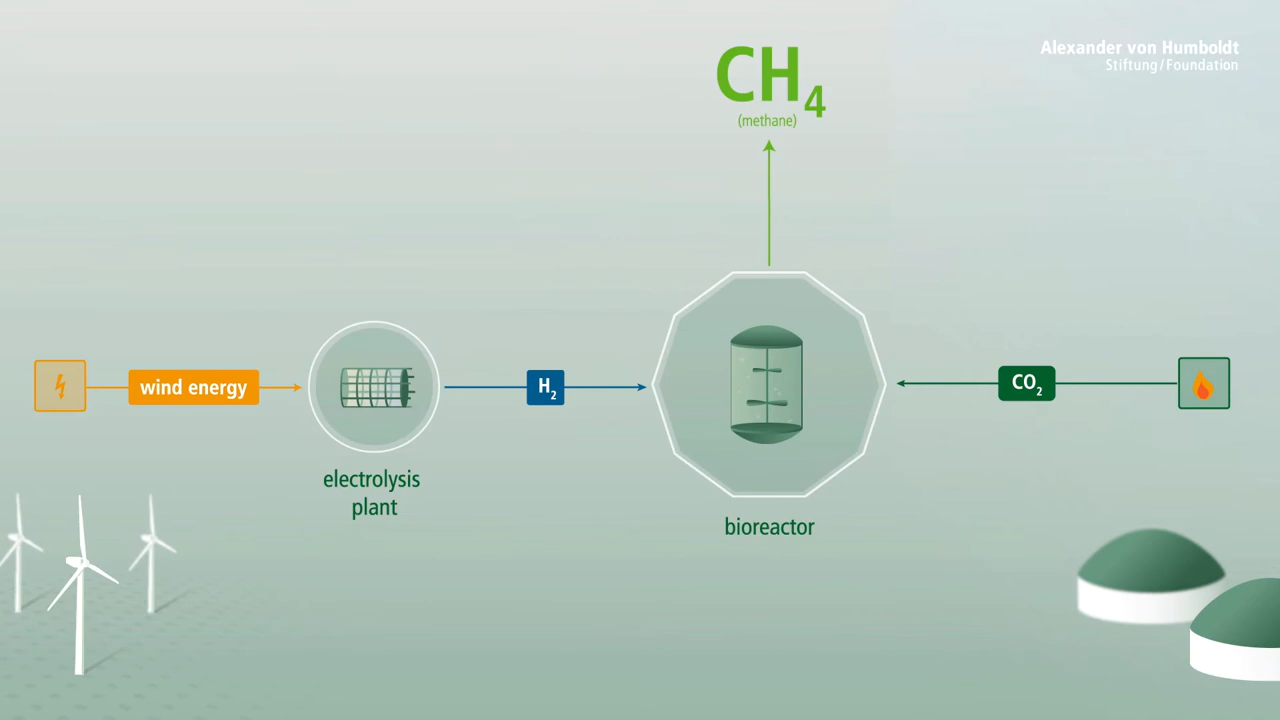 Alexander von Humboldt
Stiftung/Foundation
CH₄
(methane)
wind energy
H₂
CO₂
electrolysis
plant
bioreactor